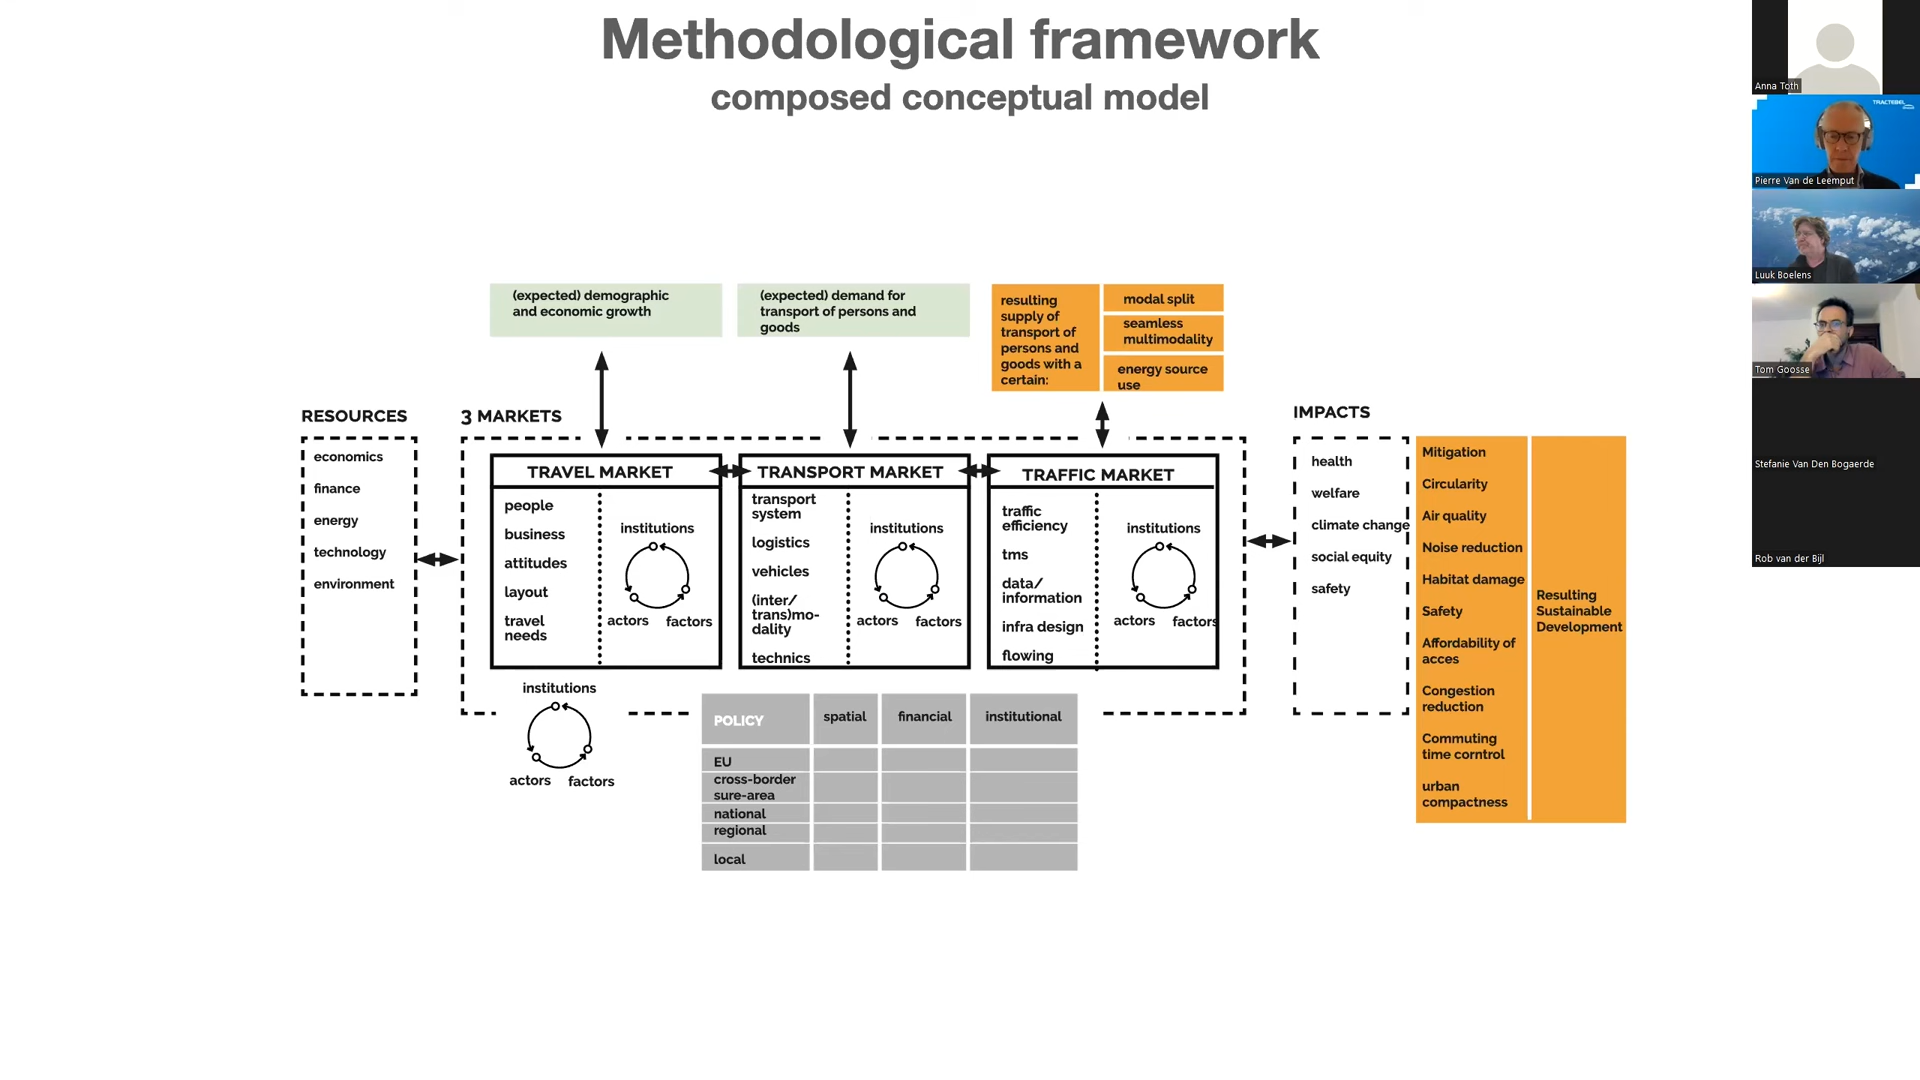 Methodological framework
composed conceptual model
(expected) demographic
and economic growth
(expected) demand for
transport of persons and
goods
resulting
supply of
transport of
persons and
goods with a
certain:
modal split
seamless
multimodality
energy source
use
RESOURCES
economics
finance
energy
technology
environment
3 MARKETS
TRAVEL MARKET
people
business
attitudes
layout
travel
needs
institutions
actors
factors
TRANSPORT MARKET
transport
system
logistics
vehicles
(inter/
trans)mo-
dality
technics
institutions
actors
factors
TRAFFIC MARKET
traffic
efficiency
tms
data/
information
infra design
flowing
institutions
actors
factors
institutions
actors
factors
POLICY
spatial
financial
institutional
EU
cross-border
sure-area
national
regional
local
IMPACTS
health
welfare
climate change
social equity
safety
Mitigation
Circularity
Air quality
Noise reduction
Habitat damage
Safety
Affordability of
acces
Congestion
reduction
Commuting
time corntrol
urban
compactness
Resulting
Sustainable
Development
Anna Toth
TRACTEBEL
Pierre Van de Leemput
Luuk Boelens
Tom Goosse
Stefanie Van Den Bogaerde
Rob van der Bijl